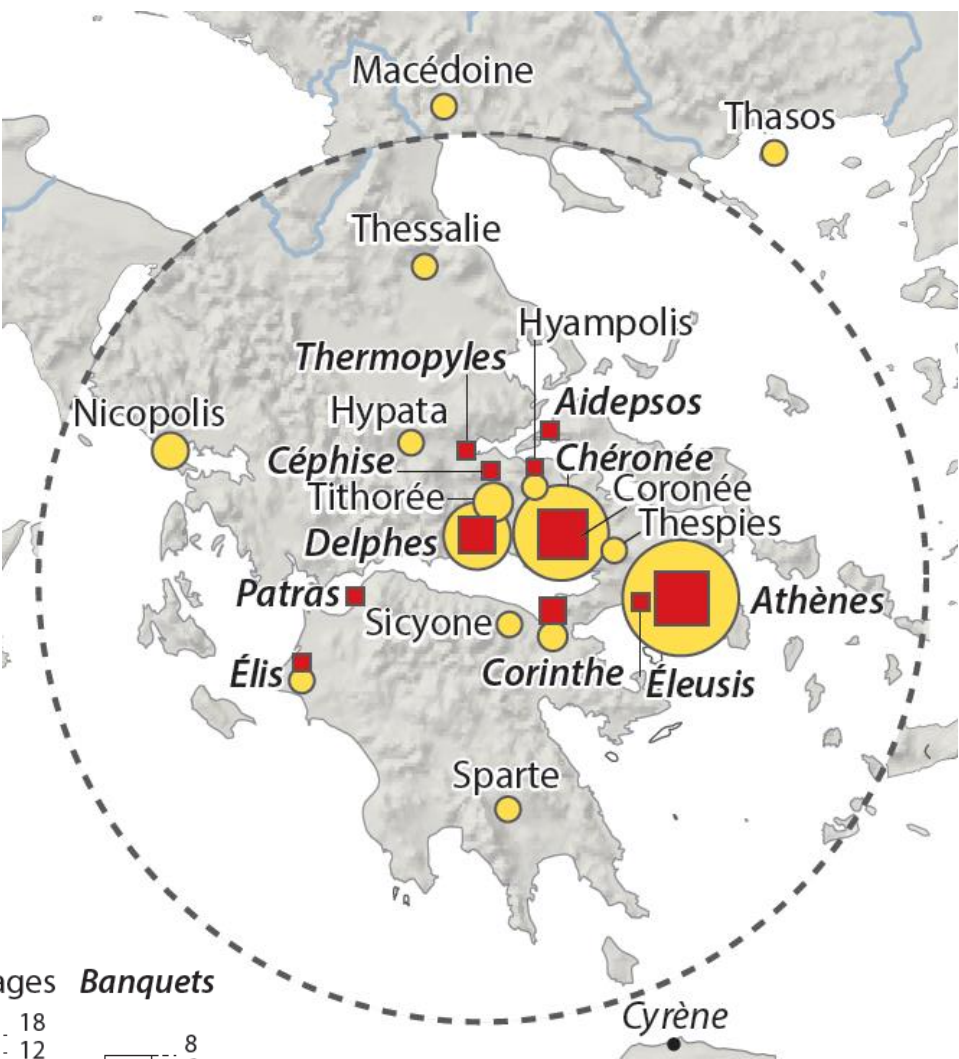 Macédoine
Thasos
Thessalie
Hyampolis
Thermopyles
Aidepsos
Nicopolis
Hypata
Céphise
Chéronée
Tithorée
Coronée
Thespies
Delphes
Patras
Sicyone
Athènes
Élis
Corinthe
Éleusis
Sparte
ages Banquets
18
12
8
Cyrène